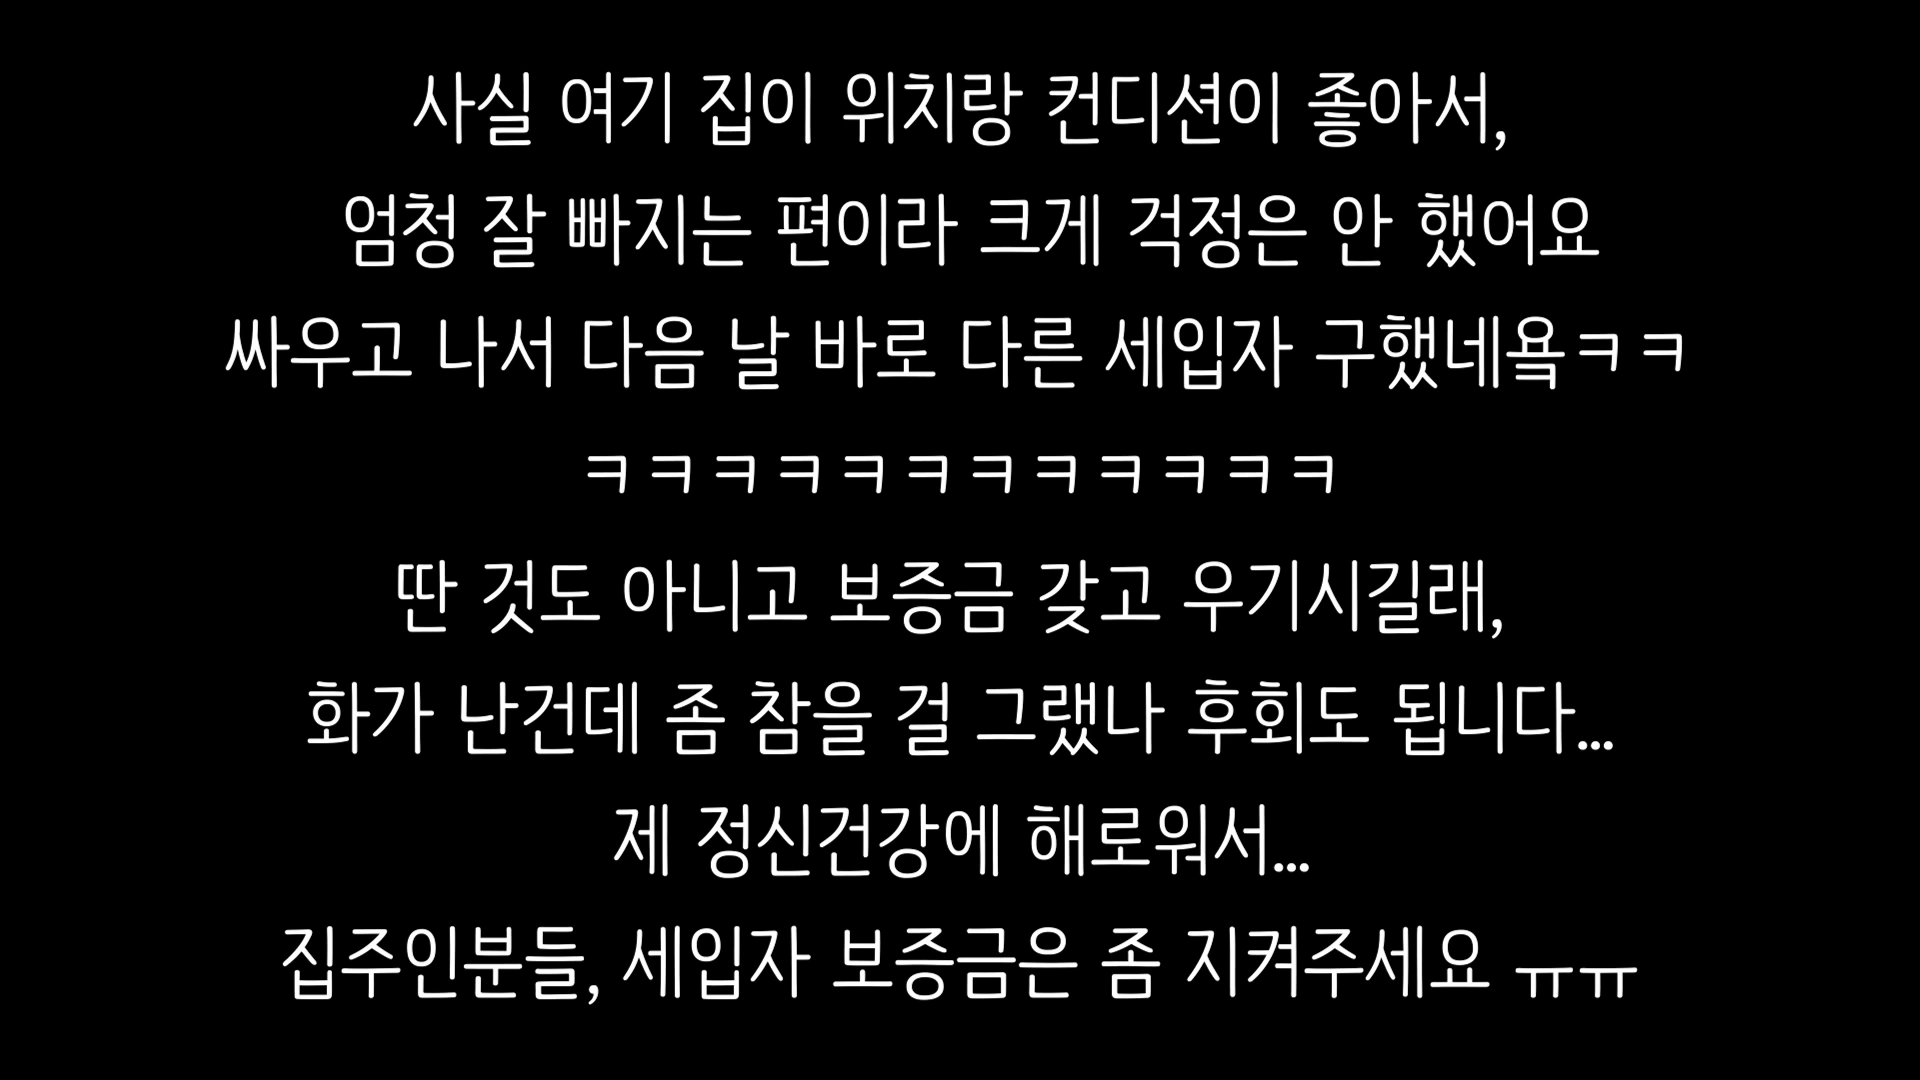 사실 여기 집이 위치랑 컨디션이 좋아서,
엄청 잘 빠지는 편이라 크게 걱정은 안 했어요
싸우고 나서 다음 날 바로 다른 세입자 구했네욬ㅋㅋ
ㅋㅋㅋㅋㅋㅋㅋㅋㅋㅋㅋㅋ
딴 것도 아니고 보증금 갖고 우기시길래,
화가 난건데 좀 참을 걸 그랬나 후회도 됩니다...
제 정신건강에 해로워서...
집주인분들, 세입자 보증금은 좀 지켜주세요 ㅠㅠ